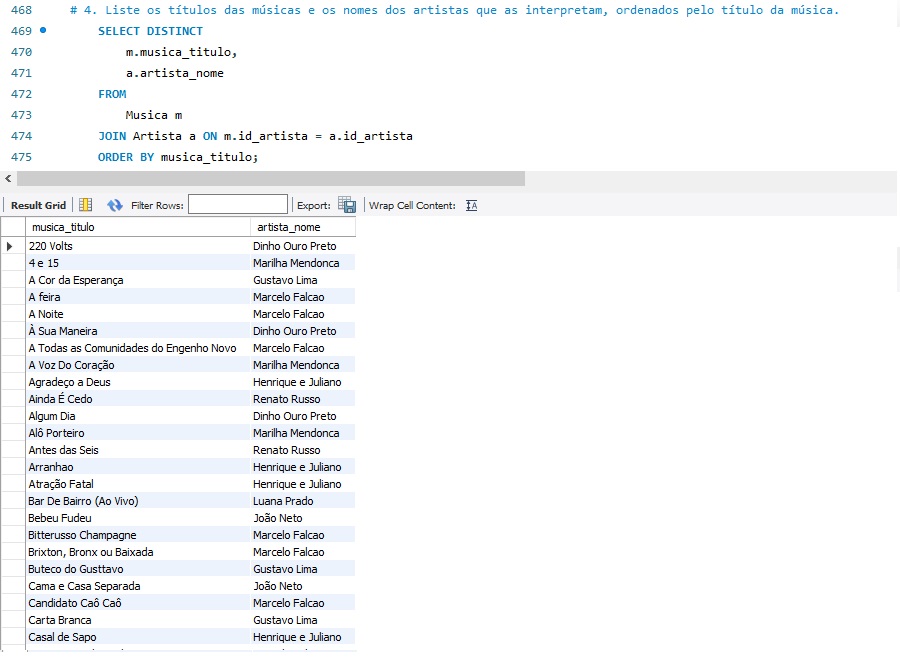 468 # 4. Liste os títulos das músicas e os nomes dos artistas que as interpretam, ordenados pelo título da música.
469 SELECT DISTINCT
470 m.musica_titulo,
471 a.artista_nome
472 FROM
473 Musica m
474 JOIN Artista a ON m.id_artista = a.id_artista
475 ORDER BY musica_titulo;
Result Grid Filter Rows: Export: Wrap Cell Content:
musica_titulo artista_nome
220 Volts Dinho Ouro Preto
4 e 15 Marilha Mendonca
A Cor da Esperança Gustavo Lima
A feira Marcelo Falcao
A Noite Marcelo Falcao
À Sua Maneira Dinho Ouro Preto
A Todas as Comunidades do Engenho Novo Marcelo Falcao
A Voz Do Coração Marilha Mendonca
Agradeço a Deus Henrique e Juliano
Ainda É Cedo Renato Russo
Algum Dia Dinho Ouro Preto
Alô Porteiro Marilha Mendonca
Antes das Seis Renato Russo
Arranhao Henrique e Juliano
Atração Fatal Henrique e Juliano
Bar De Bairro (Ao Vivo) Luana Prado
Bebeu Fudeu João Neto
Bitterusso Champagne Marcelo Falcao
Brixton, Bronx ou Baixada Marcelo Falcao
Buteco do Gusttavo Gustavo Lima
Cama e Casa Separada João Neto
Candidato Caô Caô Marcelo Falcao
Carta Branca Gustavo Lima
Casal de Sapo Henrique e Juliano